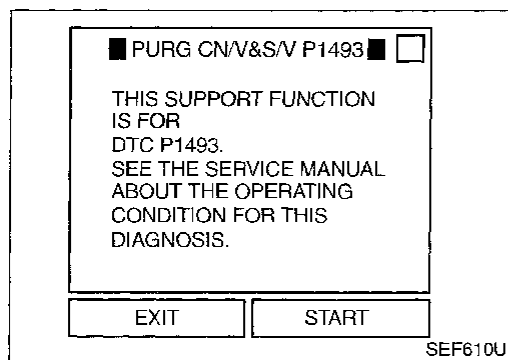 PURG CN/V&S/V P1493
THIS SUPPORT FUNCTION
IS FOR
DTC P1493.
SEE THE SERVICE MANUAL
ABOUT THE OPERATING
CONDITION FOR THIS
DIAGNOSIS.
EXIT START
SEF610U